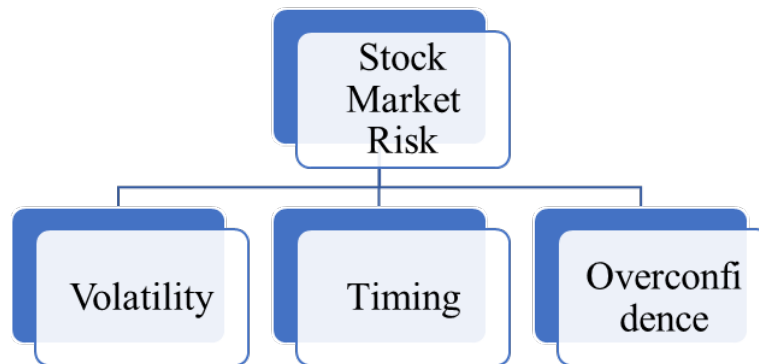 Stock
Market
Risk
Volatility
Timing
Overconfi
dence